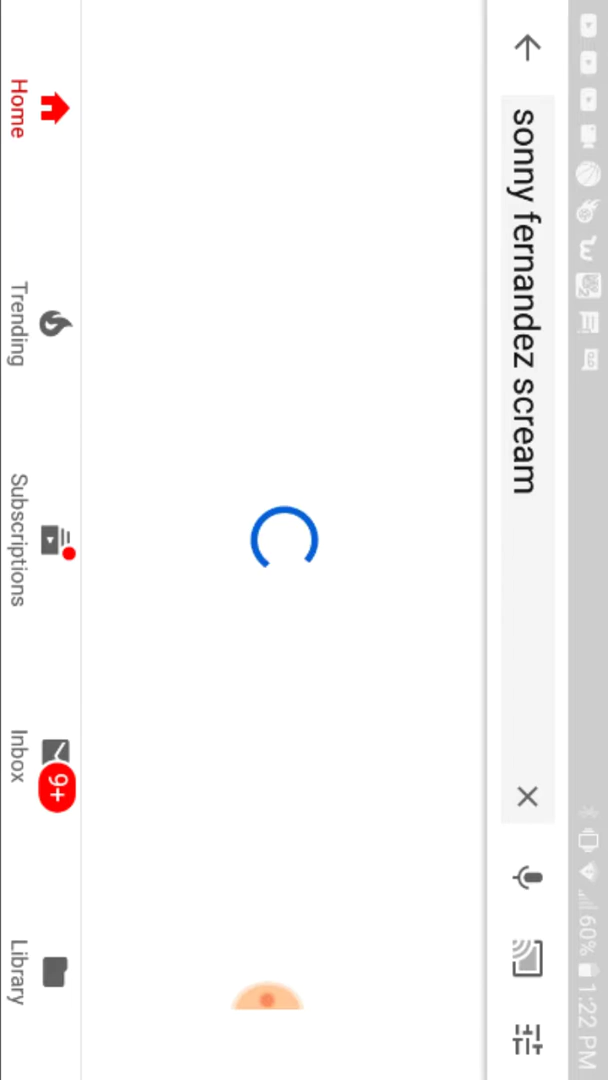 60% 1:22 PM
sonny fernandez scream
Home
Trending
Subscriptions
9+
Inbox
Library